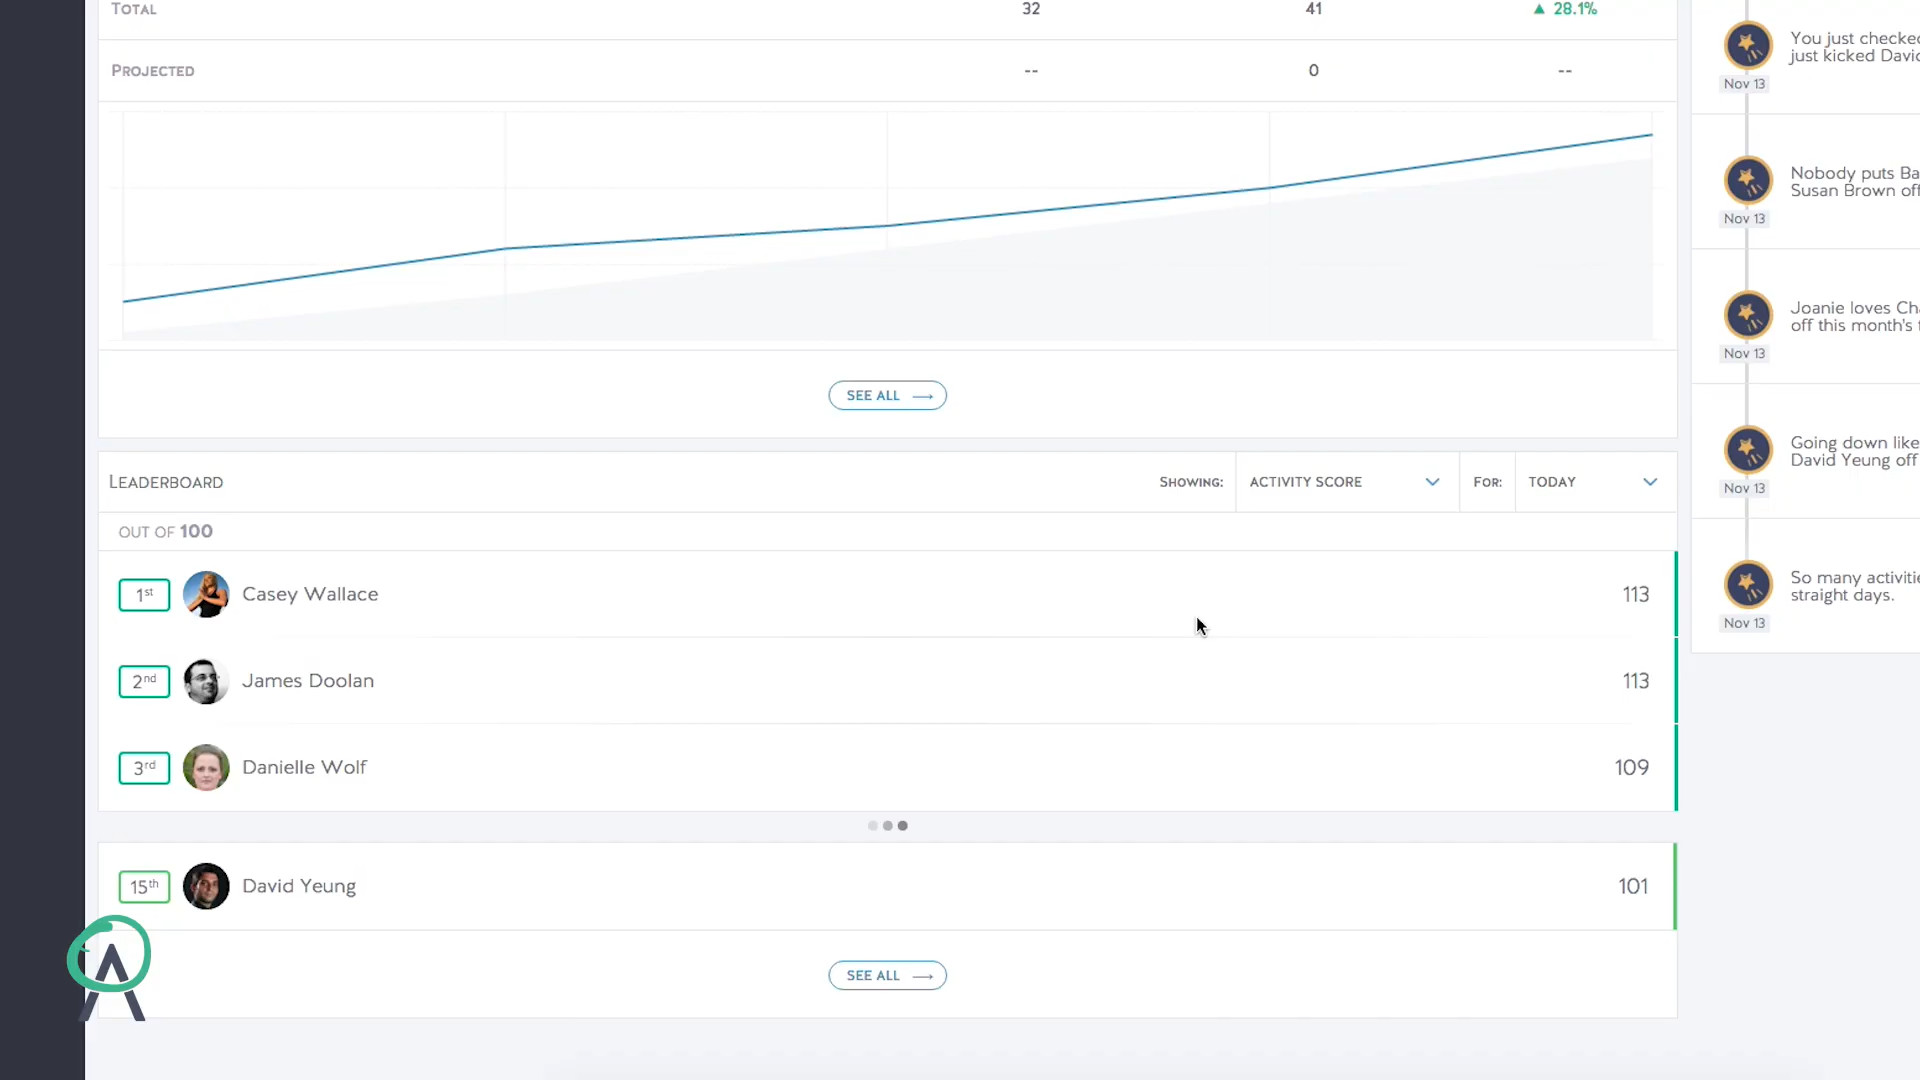 TOTAL 32 41 ▲ 28.1%
PROJECTED -- 0 --
SEE ALL →
LEADERBOARD SHOWING: ACTIVITY SCORE FOR: TODAY
OUT OF 100
1st Casey Wallace 113
2nd James Doolan 113
3rd Danielle Wolf 109
15th David Yeung 101
SEE ALL →
You just checked
just kicked David
Nov 13
Nobody puts Ba
Susan Brown off
Nov 13
Joanie loves Cha
off this month's
Nov 13
Going down like
David Yeung off
Nov 13
So many activitie
straight days.
Nov 13